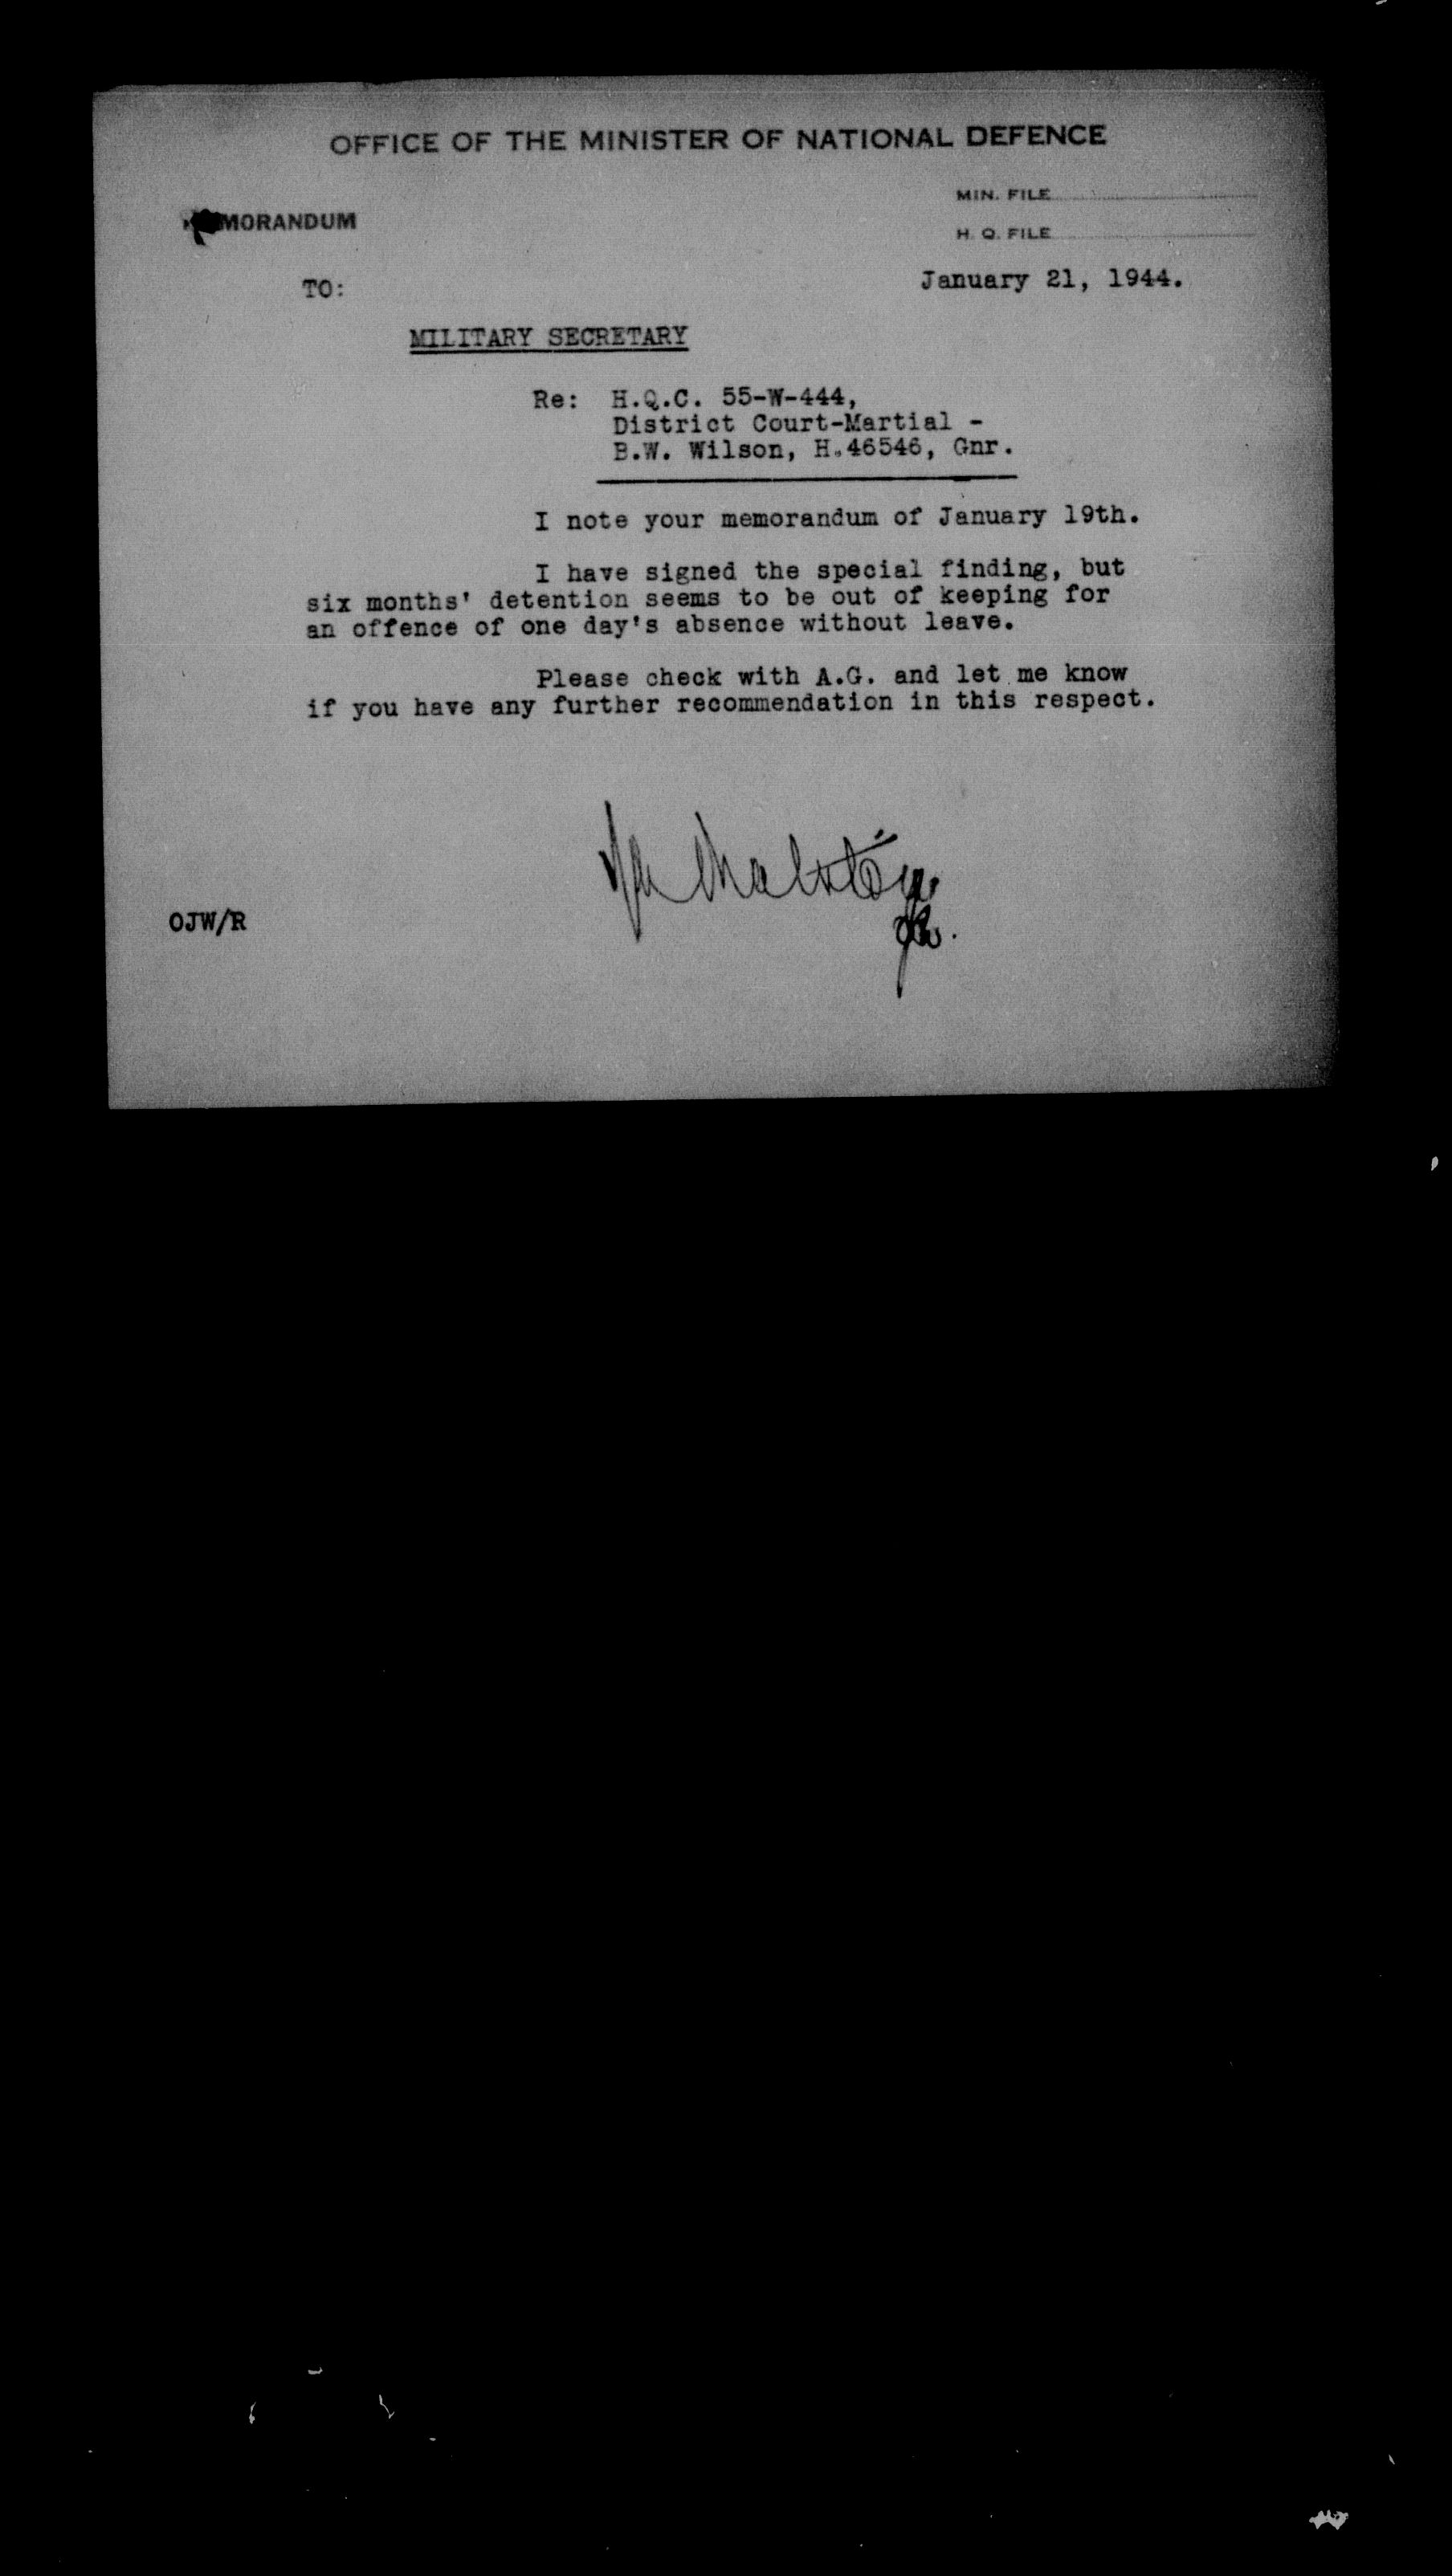 OFFICE OF THE MINISTER OF NATIONAL DEFENCE
MIN. FILE
MORANDUM
H. Q. FILE
TO:
January 21, 1944.
MILITARY SECRETARY
Re: H.Q.C. 55-W-444,
District Court-Martial -
B.W. Wilson, H.46546, Gnr.
I note your memorandum of January 19th.
I have signed the special finding, but
six months' detention seems to be out of keeping for
an offence of one day's absence without leave.
Please check with A.G. and let me know
if you have any further recommendation in this respect.
OJW/R